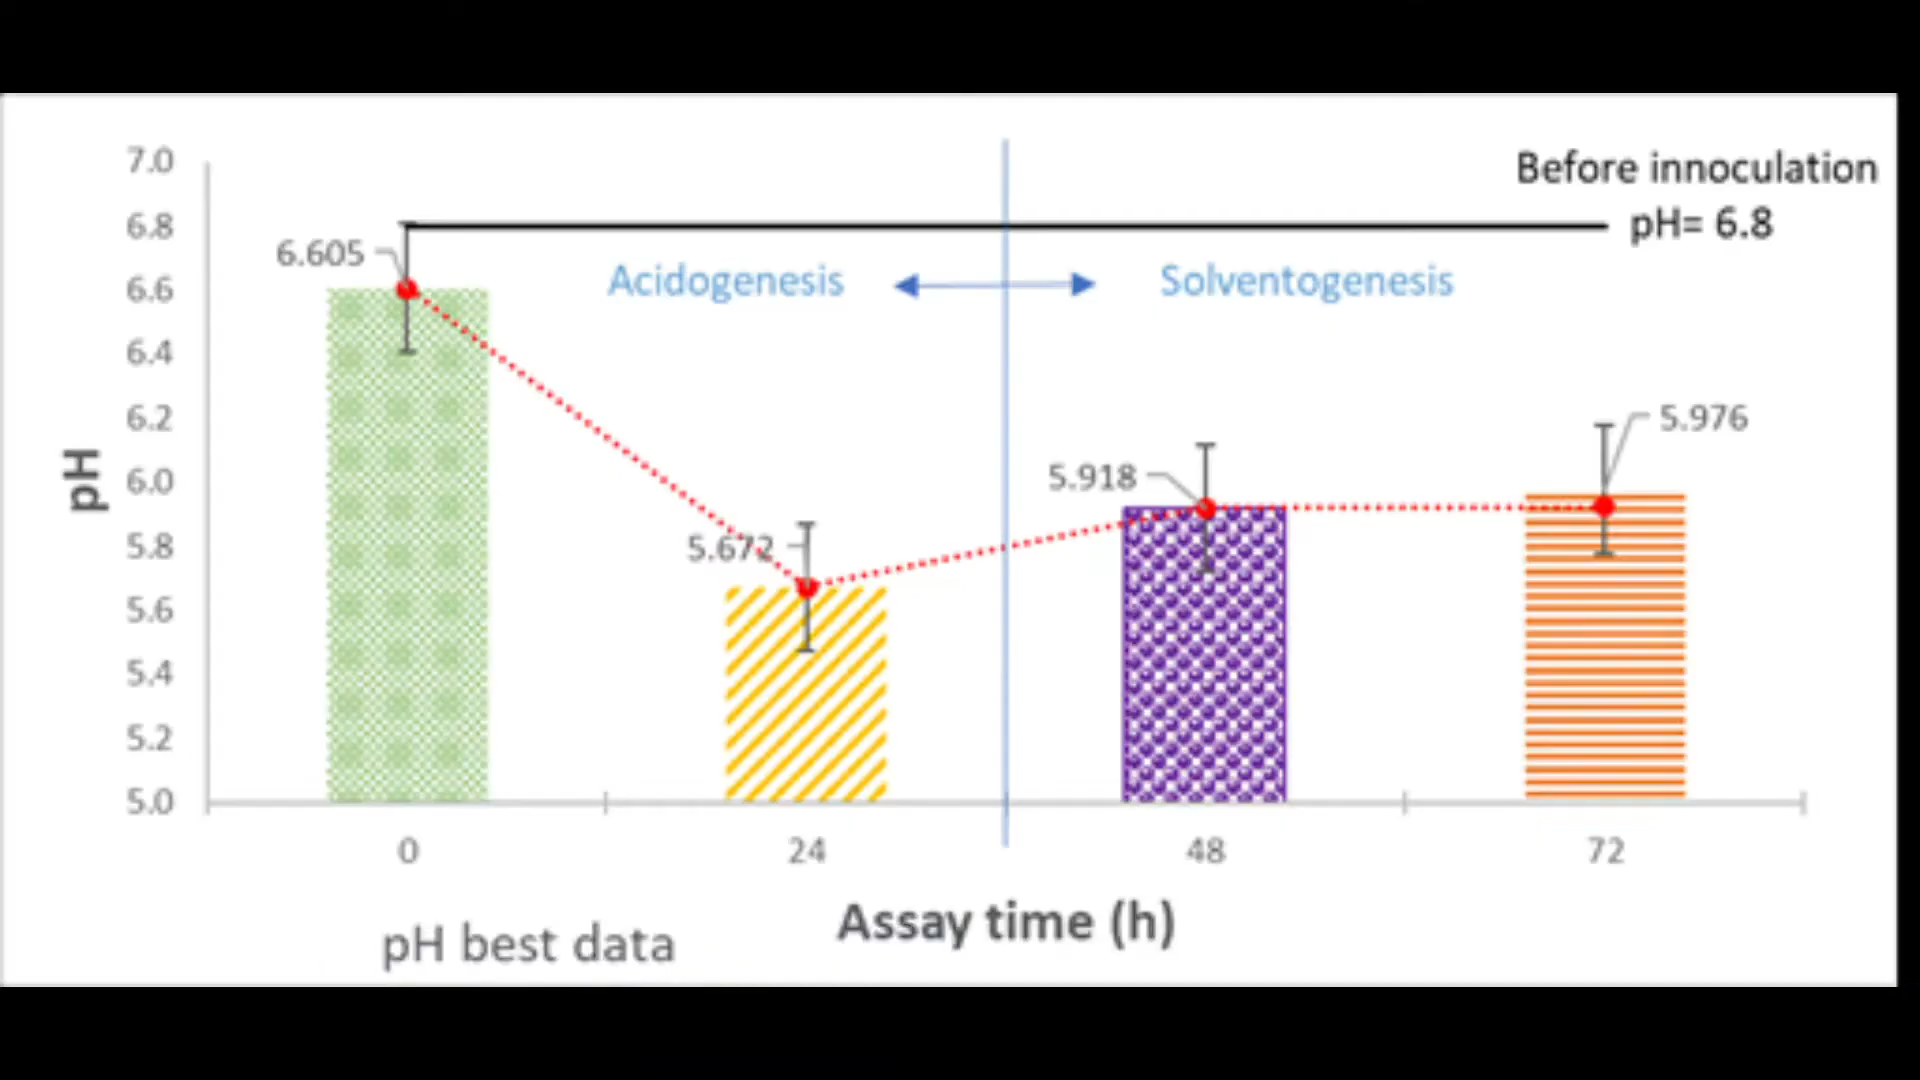 7.0
6.8
6.6
6.4
6.2
6.0
5.8
5.6
5.4
5.2
5.0
pH
Before innoculation
pH= 6.8
6.605
Acidogenesis
Solventogenesis
5.672
5.918
5.976
0
24
48
72
Assay time (h)
pH best data